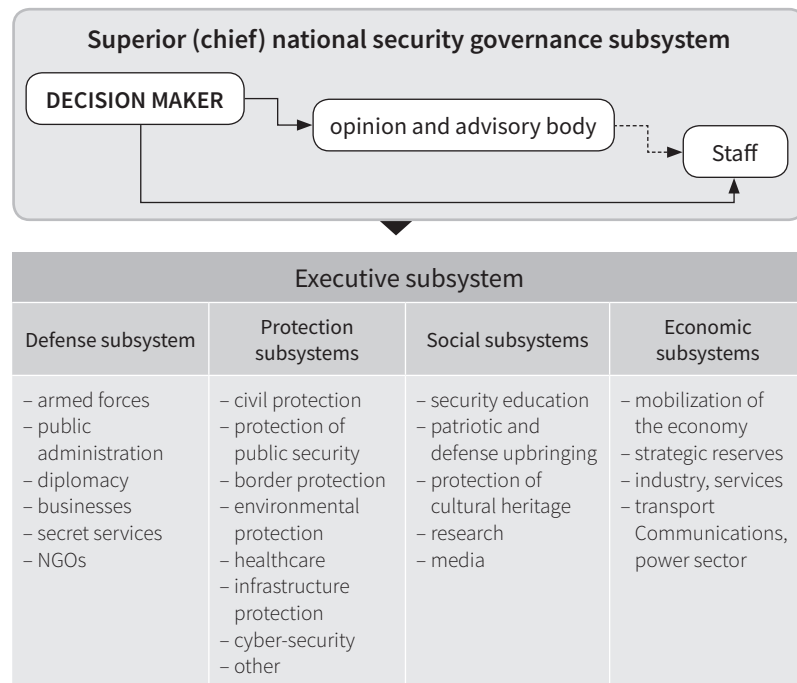 Superior (chief) national security governance subsystem
DECISION MAKER
opinion and advisory body
Staff
Executive subsystem
Defense subsystem
Protection
subsystems
Social subsystems
Economic
subsystems
– armed forces
– public
administration
– diplomacy
– businesses
– secret services
– NGOs
– civil protection
– protection of
public security
– border protection
– environmental
protection
– healthcare
– infrastructure
protection
– cyber-security
– other
– security education
– patriotic and
defense upbringing
– protection of
cultural heritage
– research
– media
– mobilization of
the economy
– strategic reserves
– industry, services
– transport
Communications,
power sector